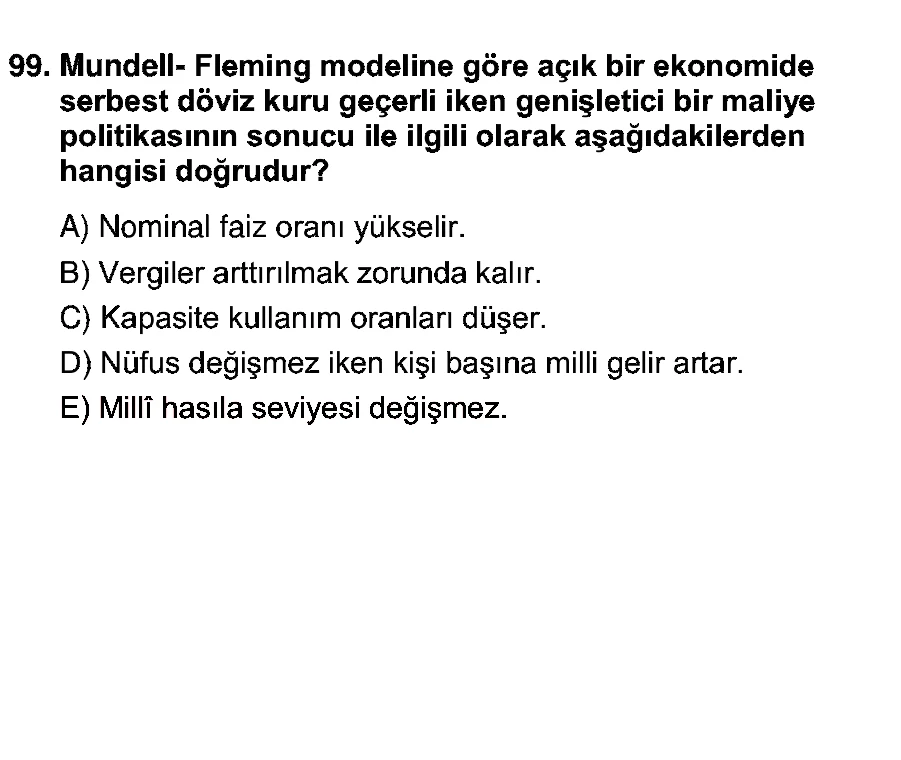 99. Mundell- Fleming modeline göre açık bir ekonomide
serbest döviz kuru geçerli iken genişletici bir maliye
politikasının sonucu ile ilgili olarak aşağıdakilerden
hangisi doğrudur?
A) Nominal faiz oranı yükselir.
B) Vergiler arttırılmak zorunda kalır.
C) Kapasite kullanım oranları düşer.
D) Nüfus değişmez iken kişi başına milli gelir artar.
E) Millî hasıla seviyesi değişmez.